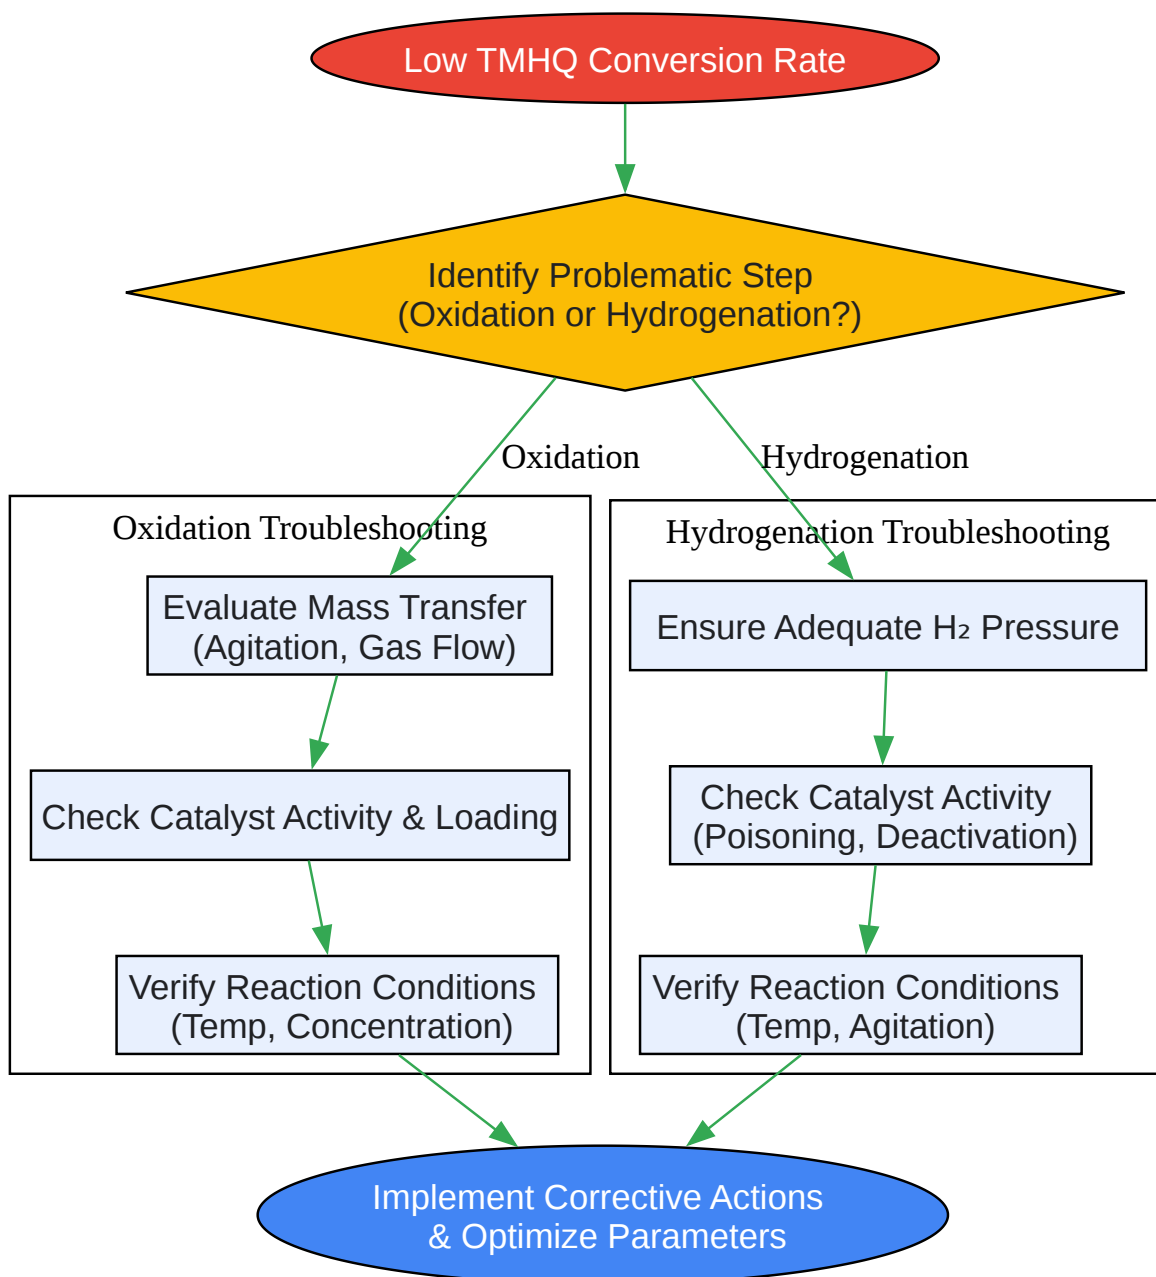 Low TMHQ Conversion Rate
Identify Problematic Step
(Oxidation or Hydrogenation?)
Oxidation
Hydrogenation
Oxidation Troubleshooting
Evaluate Mass Transfer
(Agitation, Gas Flow)
Check Catalyst Activity & Loading
Verify Reaction Conditions
(Temp, Concentration)
Hydrogenation Troubleshooting
Ensure Adequate H₂ Pressure
Check Catalyst Activity
(Poisoning, Deactivation)
Verify Reaction Conditions
(Temp, Agitation)
Implement Corrective Actions
& Optimize Parameters